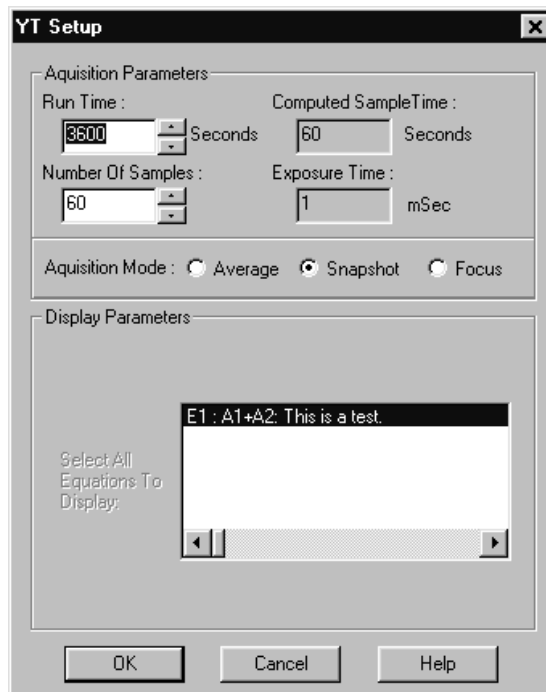 YT Setup
Aquisition Parameters
Run Time :
3600 Seconds
Computed SampleTime :
60 Seconds
Number Of Samples :
60
Exposure Time :
1 mSec
Aquisition Mode : Average Snapshot Focus
Display Parameters
Select All
Equations To
Display:
E1 : A1+A2: This is a test.
OK Cancel Help